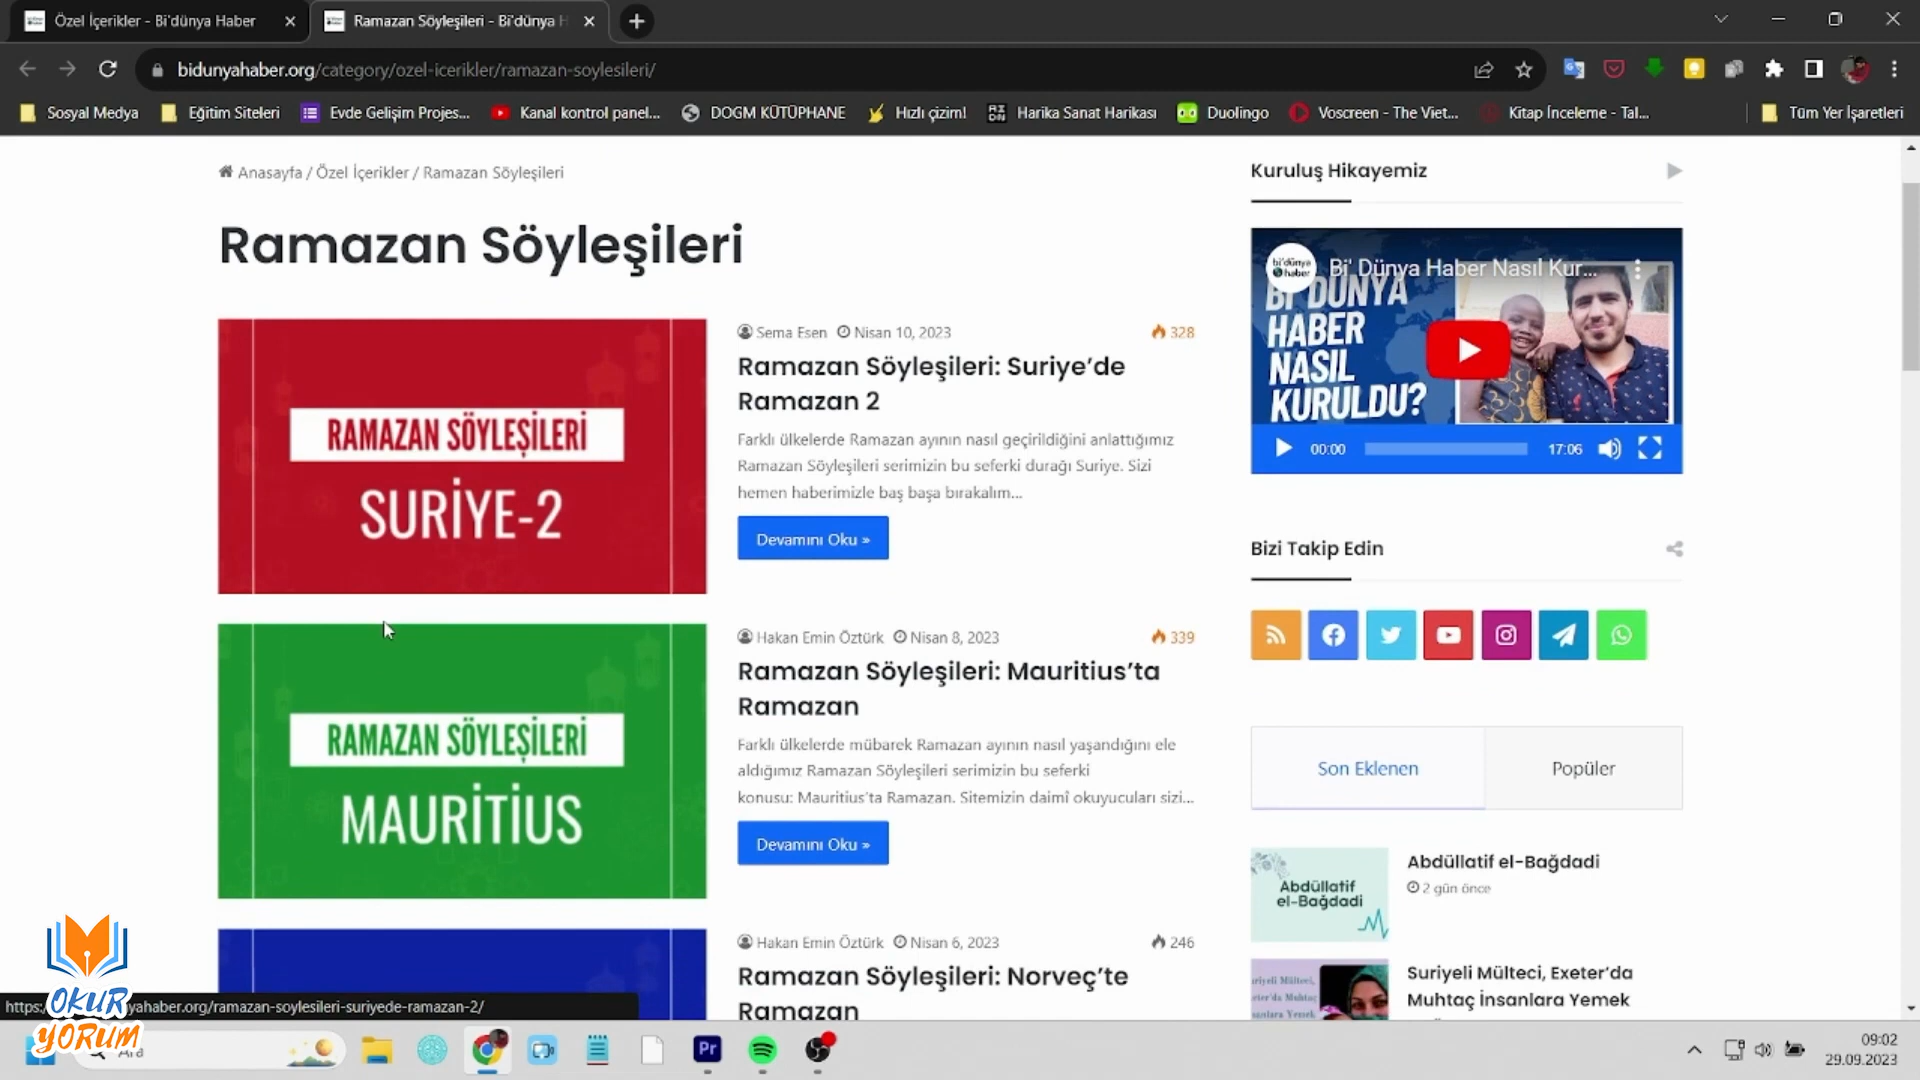 Özel İçerikler - Bi'dünya Haber
Ramazan Söyleşileri - Bi'dünya H
bidunyahaber.org/category/ozel-icerikler/ramazan-soylesileri/
Sosyal Medya
Eğitim Siteleri
Evde Gelişim Projes...
Kanal kontrol panel...
DOGM KÜTÜPHANE
Hızlı çizim!
Harika Sanat Harikası
Duolingo
Voscreen - The Viet...
Kitap İnceleme - Tal...
Tüm Yer İşaretleri
Anasayfa / Özel İçerikler / Ramazan Söyleşileri
Ramazan Söyleşileri
RAMAZAN SÖYLEŞİLERİ
SURİYE-2
Sema Esen Nisan 10, 2023 328
Ramazan Söyleşileri: Suriye’de
Ramazan 2
Farklı ülkelerde Ramazan ayının nasıl geçirildiğini anlattığımız
Ramazan Söyleşileri serimizin bu seferki durağı Suriye. Sizi
hemen haberimizle baş başa bırakalım...
Devamını Oku »
RAMAZAN SÖYLEŞİLERİ
MAURİTİUS
Hakan Emin Öztürk Nisan 8, 2023 339
Ramazan Söyleşileri: Mauritius’ta
Ramazan
Farklı ülkelerde mübarek Ramazan ayının nasıl yaşandığını ele
aldığımız Ramazan Söyleşileri serimizin bu seferki
konusu: Mauritius’ta Ramazan. Sitemizin daimî okuyucuları sizi...
Devamını Oku »
Hakan Emin Öztürk Nisan 6, 2023 246
Ramazan Söyleşileri: Norveç’te
Ramazan
Kuruluş Hikayemiz
bi'dünya
haber
Bi' Dünya Haber Nasıl Kur...
Bİ' DÜNYA
HABER
NASIL
KURULDU?
00:00
17:06
Bizi Takip Edin
Son Eklenen
Popüler
Abdüllatif
el-Bağdadi
Abdüllatif el-Bağdadi
2 gün önce
Suriyeli Mülteci, Exeter’da
Muhtaç İnsanlara Yemek
https:
yahaber.org/ramazan-soylesileri-suriyede-ramazan-2/
OKUR
YORUM
Ara
Pr
09:02
29.09.2023